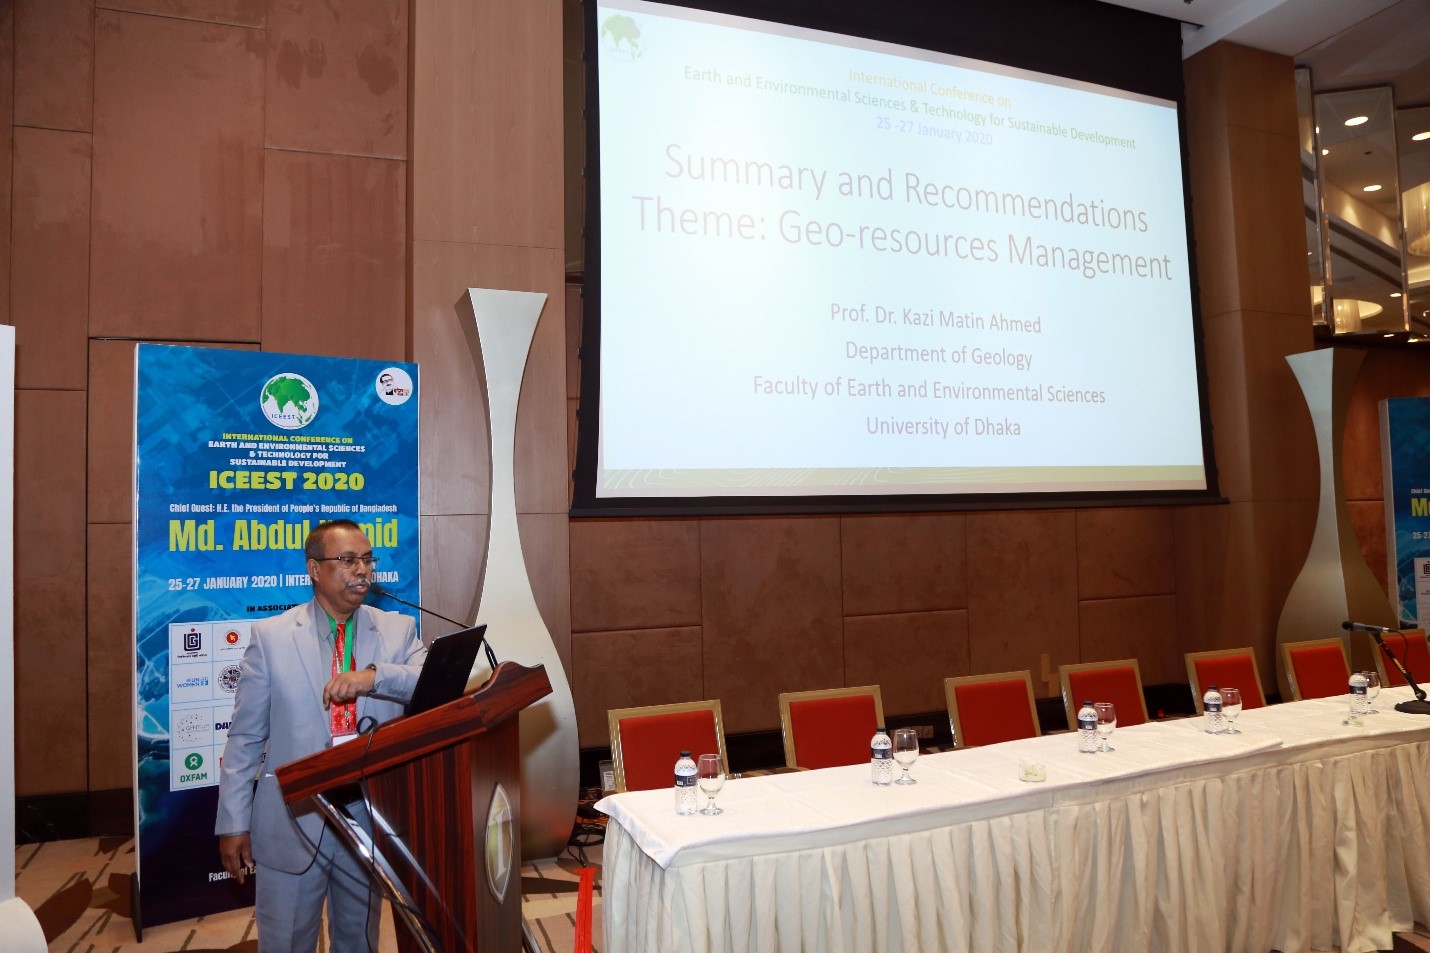 International Conference on
Earth and Environmental Sciences & Technology for Sustainable Development
25 -27 January 2020
Summary and Recommendations
Theme: Geo-resources Management
Prof. Dr. Kazi Matin Ahmed
Department of Geology
Faculty of Earth and Environmental Sciences
University of Dhaka
ICEEST
INTERNATIONAL CONFERENCE ON
EARTH AND ENVIRONMENTAL SCIENCES
& TECHNOLOGY FOR
SUSTAINABLE DEVELOPMENT
ICEEST 2020
Chief Guest: H.E. the President of People's Republic of Bangladesh
Md. Abdul
25-27 JANUARY 2020 |
DHAKA
WOMEN
OXFAM